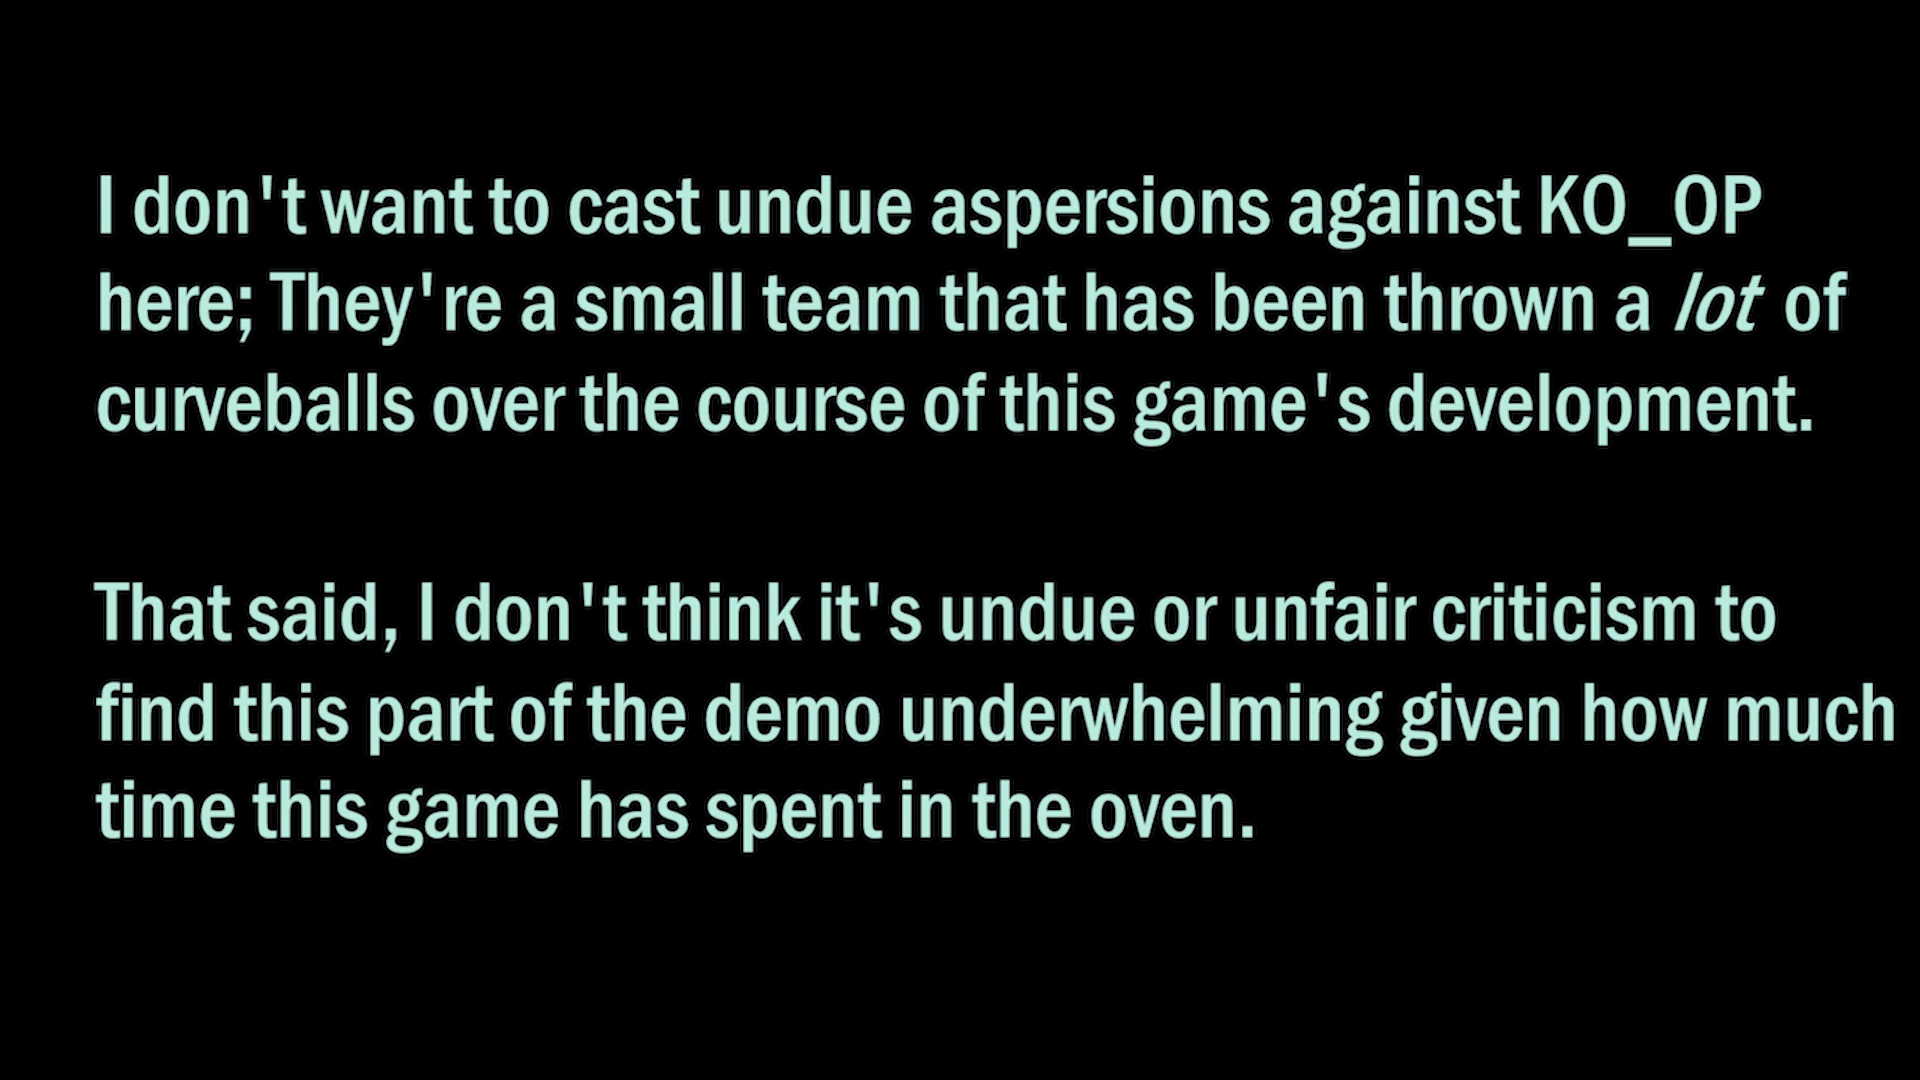 I don't want to cast undue aspersions against KO_OP
here; They're a small team that has been thrown a lot of
curveballs over the course of this game's development.
That said, I don't think it's undue or unfair criticism to
find this part of the demo underwhelming given how much
time this game has spent in the oven.